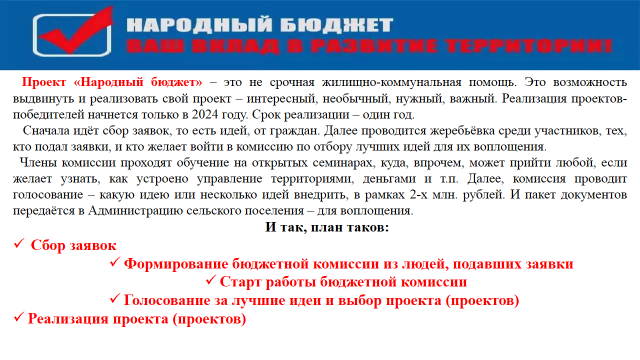 НАРОДНЫЙ БЮДЖЕТ
ВАШ ВКЛАД В РАЗВИТИЕ ТЕРРИТОРИИ!
Проект «Народный бюджет» – это не срочная жилищно-коммунальная помощь. Это возможность
выдвинуть и реализовать свой проект – интересный, необычный, нужный, важный. Реализация проектов-
победителей начнется только в 2024 году. Срок реализации – один год.
Сначала идёт сбор заявок, то есть идей, от граждан. Далее проводится жеребьёвка среди участников, тех,
кто подал заявки, и кто желает войти в комиссию по отбору лучших идей для их воплощения.
Члены комиссии проходят обучение на открытых семинарах, куда, впрочем, может прийти любой, если
желает узнать, как устроено управление территориями, деньгами и т.п. Далее, комиссия проводит
голосование – какую идею или несколько идей внедрить, в рамках 2-х млн. рублей. И пакет документов
передаётся в Администрацию сельского поселения – для воплощения.
И так, план таков:
✓ Сбор заявок
✓ Формирование бюджетной комиссии из людей, подавших заявки
✓ Старт работы бюджетной комиссии
✓ Голосование за лучшие идеи и выбор проекта (проектов)
✓ Реализация проекта (проектов)